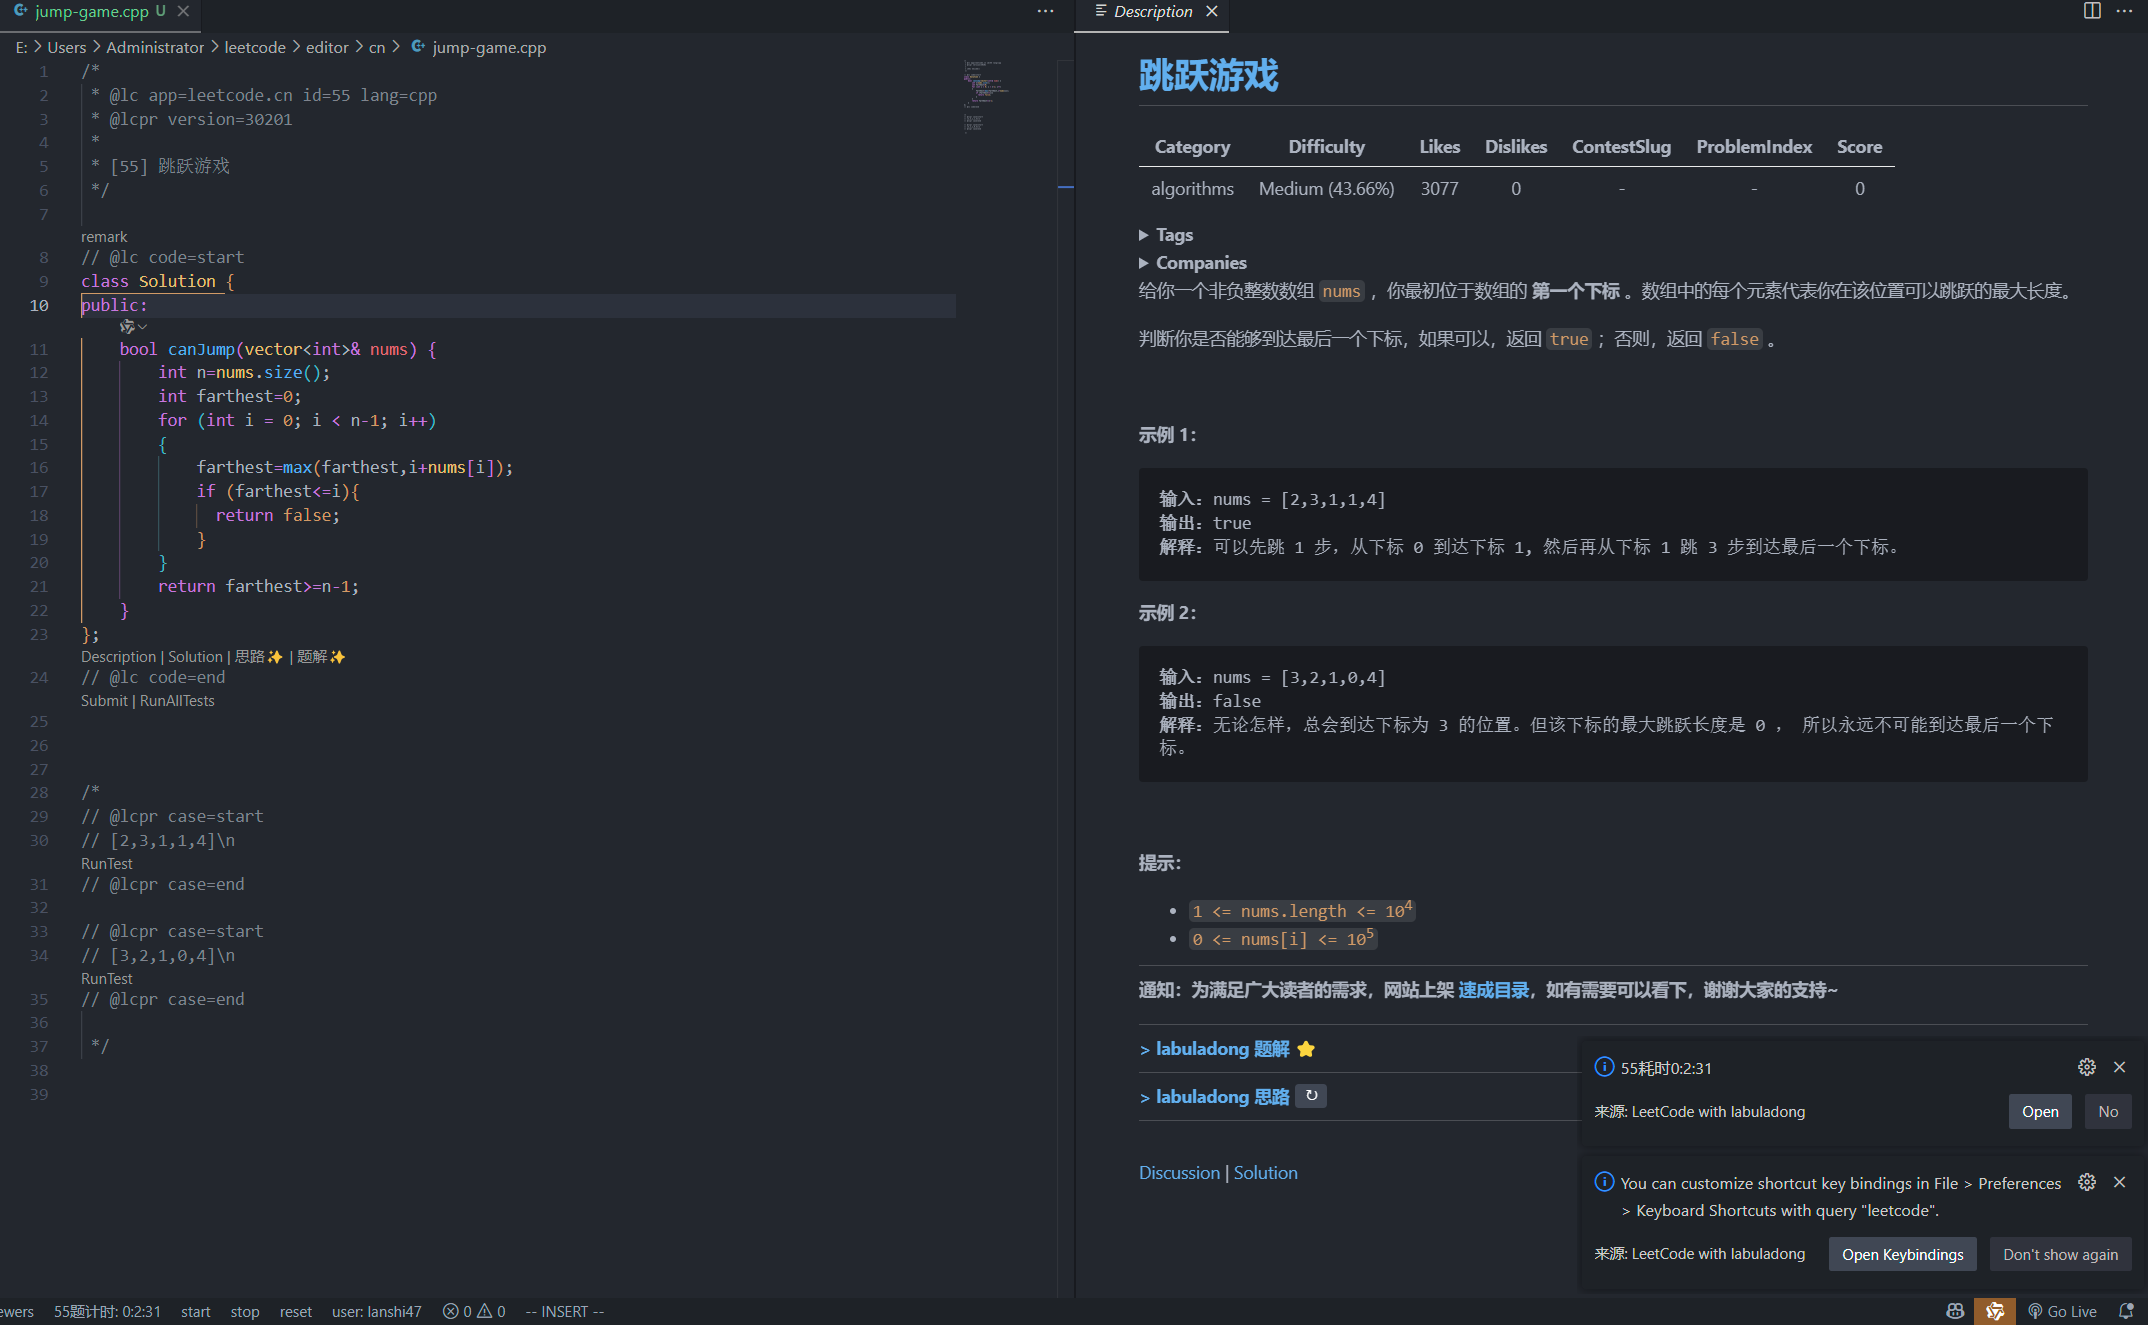 jump-game.cpp U
E: > Users > Administrator > leetcode > editor > cn > jump-game.cpp
1 /*
2 * @lc app=leetcode.cn id=55 lang=cpp
3 * @lcpr version=30201
4 *
5 * [55] 跳跃游戏
6 */
7
remark
8 // @lc code=start
9 class Solution {
10 public:
11 bool canJump(vector<int>& nums) {
12 int n=nums.size();
13 int farthest=0;
14 for (int i = 0; i < n-1; i++)
15 {
16 farthest=max(farthest,i+nums[i]);
17 if (farthest<=i){
18 return false;
19 }
20 }
21 return farthest>=n-1;
22 }
23 };
Description | Solution | 思路✨ | 题解✨
24 // @lc code=end
Submit | RunAllTests
25
26
27
28 /*
29 // @lcpr case=start
30 // [2,3,1,1,4]\n
RunTest
31 // @lcpr case=end
32
33 // @lcpr case=start
34 // [3,2,1,0,4]\n
RunTest
35 // @lcpr case=end
36
37 */
38
39
Description
跳跃游戏
Category Difficulty Likes Dislikes ContestSlug ProblemIndex Score
algorithms Medium (43.66%) 3077 0 - - 0
Tags
Companies
给你一个非负整数数组 nums ，你最初位于数组的 第一个下标 。数组中的每个元素代表你在该位置可以跳跃的最大长度。
判断你是否能够到达最后一个下标，如果可以，返回 true ；否则，返回 false 。
示例 1：
输入：nums = [2,3,1,1,4]
输出：true
解释：可以先跳 1 步，从下标 0 到达下标 1, 然后再从下标 1 跳 3 步到达最后一个下标。
示例 2：
输入：nums = [3,2,1,0,4]
输出：false
解释：无论怎样，总会到达下标为 3 的位置。但该下标的最大跳跃长度是 0 ， 所以永远不可能到达最后一个下
标。
提示：
• 1 <= nums.length <= 10^4
• 0 <= nums[i] <= 10^5
通知：为满足广大读者的需求，网站上架 速成目录，如有需要可以看下，谢谢大家的支持~
> labuladong 题解 ⭐
> labuladong 思路 ↻
Discussion | Solution
55耗时0:2:31
来源: LeetCode with labuladong Open No
You can customize shortcut key bindings in File > Preferences
> Keyboard Shortcuts with query "leetcode".
来源: LeetCode with labuladong Open Keybindings Don't show again
ewers 55题计时: 0:2:31 start stop reset user: lanshi47 0 0 -- INSERT -- Go Live